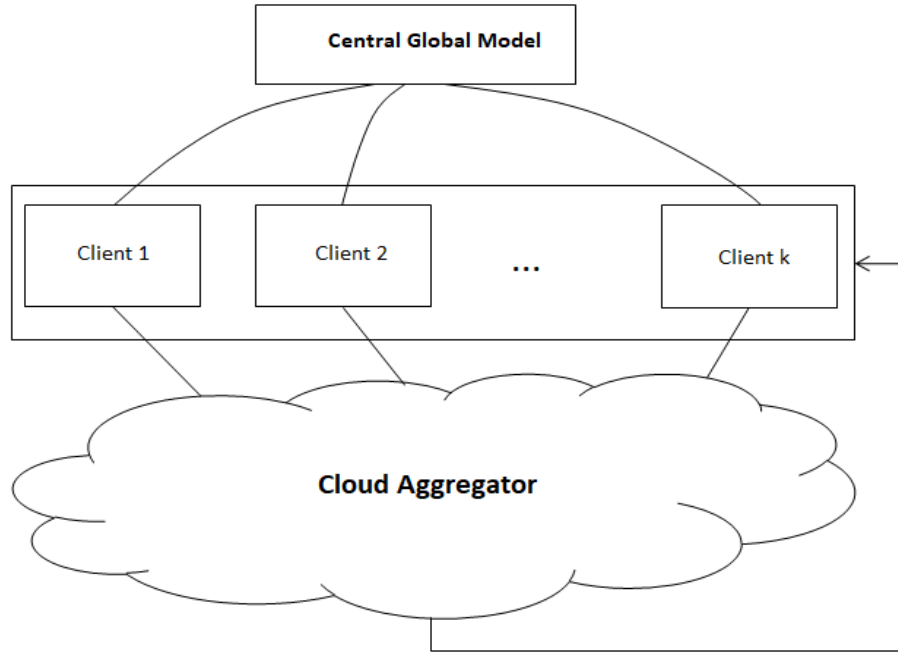 Central Global Model
Client 1
Client 2
...
Client k
Cloud Aggregator